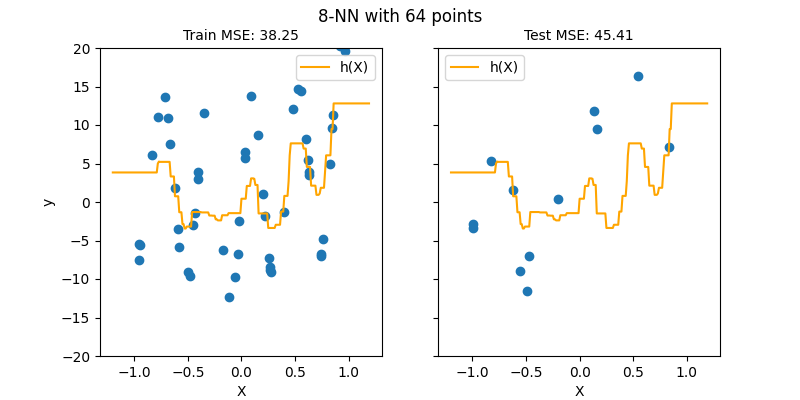 8-NN with 64 points
Train MSE: 38.25
Test MSE: 45.41
h(X)
h(X)
y
20
15
10
5
0
−5
−10
−15
−20
−1.0 −0.5 0.0 0.5 1.0
−1.0 −0.5 0.0 0.5 1.0
X
X